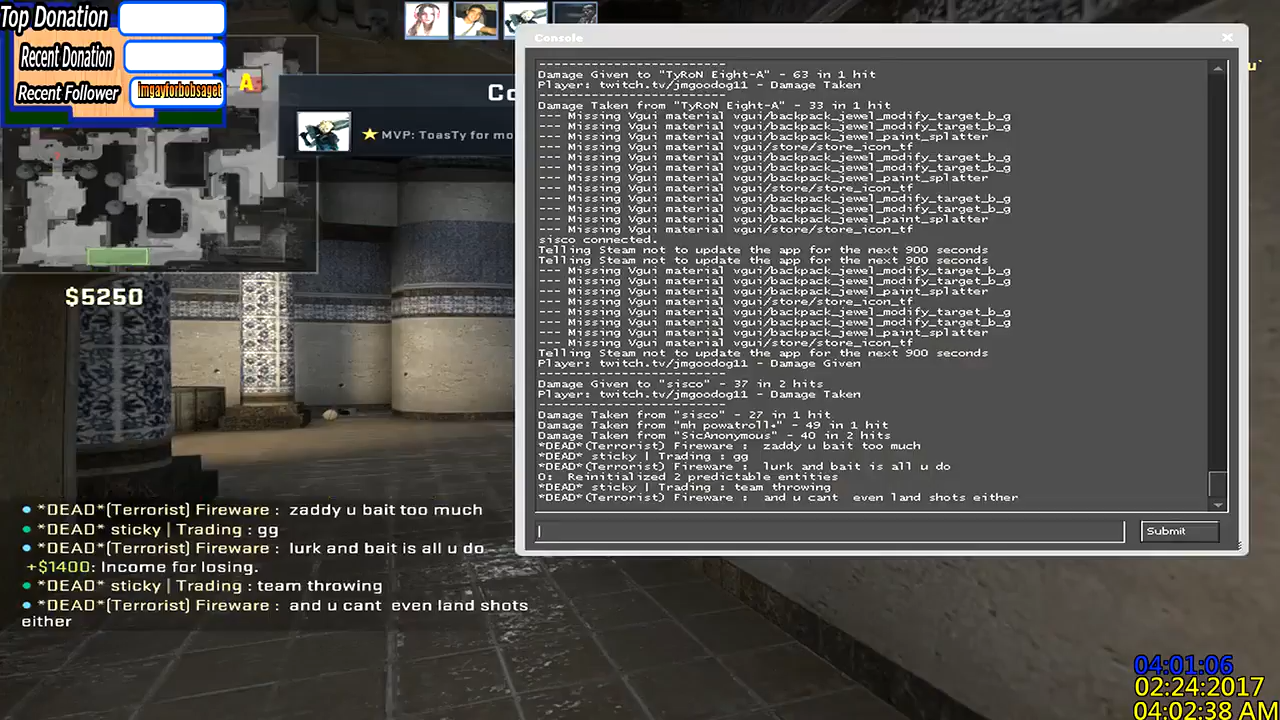 Top Donation
Recent Donation
Recent Follower
Imgayforbobsaget
A
Co
MVP: ToasTy for mo
$5250
*DEAD*(Terrorist) Fireware : zaddy u bait too much
*DEAD* sticky | Trading : gg
*DEAD*(Terrorist) Fireware : lurk and bait is all u do
+$1400: Income for losing.
*DEAD* sticky | Trading : team throwing
*DEAD*(Terrorist) Fireware : and u cant even land shots
either
Console
Damage Given to "TyRoN Eight-A" - 63 in 1 hit
Player: twitch.tv/jmgoodog11 - Damage Taken
-------------------------
Damage Taken from "TyRoN Eight-A" - 33 in 1 hit
--- Missing Vgui material vgui/backpack_jewel_modify_target_b_g
--- Missing Vgui material vgui/backpack_jewel_modify_target_b_g
--- Missing Vgui material vgui/backpack_jewel_paint_splatter
--- Missing Vgui material vgui/store/store_icon_tf
--- Missing Vgui material vgui/backpack_jewel_modify_target_b_g
--- Missing Vgui material vgui/backpack_jewel_modify_target_b_g
--- Missing Vgui material vgui/backpack_jewel_paint_splatter
--- Missing Vgui material vgui/store/store_icon_tf
--- Missing Vgui material vgui/backpack_jewel_modify_target_b_g
--- Missing Vgui material vgui/backpack_jewel_modify_target_b_g
--- Missing Vgui material vgui/backpack_jewel_paint_splatter
--- Missing Vgui material vgui/store/store_icon_tf
sisco connected.
Telling Steam not to update the app for the next 900 seconds
Telling Steam not to update the app for the next 900 seconds
--- Missing Vgui material vgui/backpack_jewel_modify_target_b_g
--- Missing Vgui material vgui/backpack_jewel_modify_target_b_g
--- Missing Vgui material vgui/backpack_jewel_paint_splatter
--- Missing Vgui material vgui/store/store_icon_tf
--- Missing Vgui material vgui/backpack_jewel_modify_target_b_g
--- Missing Vgui material vgui/backpack_jewel_modify_target_b_g
--- Missing Vgui material vgui/backpack_jewel_paint_splatter
--- Missing Vgui material vgui/store/store_icon_tf
Telling Steam not to update the app for the next 900 seconds
Player: twitch.tv/jmgoodog11 - Damage Given
-------------------------
Damage Given to "sisco" - 37 in 2 hits
Player: twitch.tv/jmgoodog11 - Damage Taken
-------------------------
Damage Taken from "sisco" - 27 in 1 hit
Damage Taken from "mh powatroll•" - 49 in 1 hit
Damage Taken from "SicAnonymous" - 40 in 2 hits
*DEAD*(Terrorist) Fireware : zaddy u bait too much
*DEAD* sticky | Trading : gg
*DEAD*(Terrorist) Fireware : lurk and bait is all u do
0: Reinitialized 2 predictable entities
*DEAD* sticky | Trading : team throwing
*DEAD*(Terrorist) Fireware : and u cant even land shots either
Submit
04:01:06
02:24:2017
04:02:38 AM